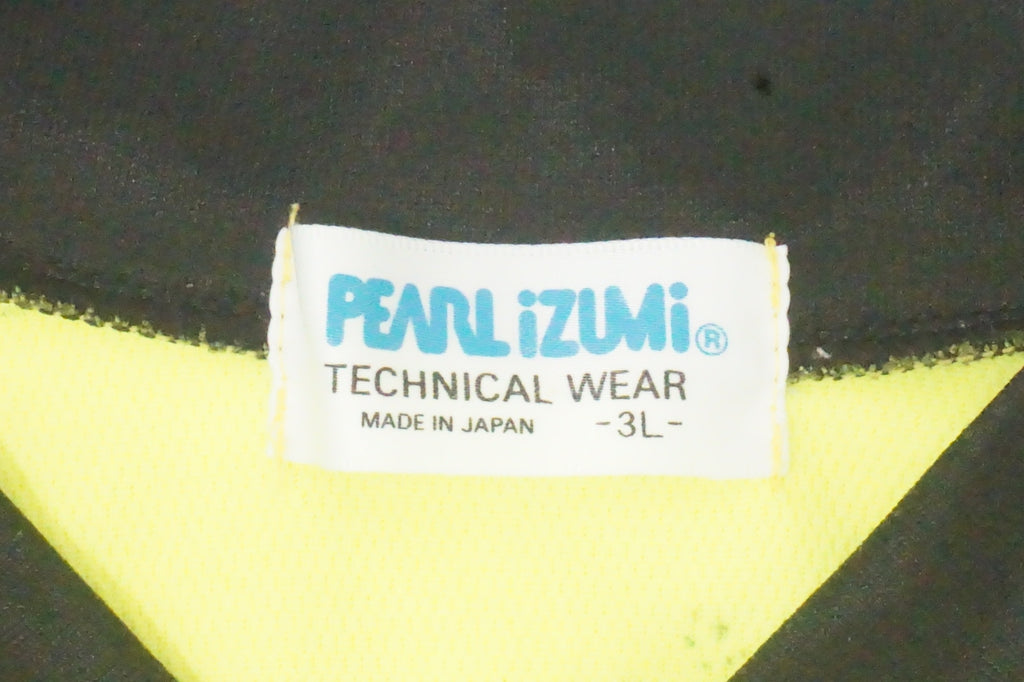 PEARL iZUMi®
TECHNICAL WEAR
MADE IN JAPAN -3L-